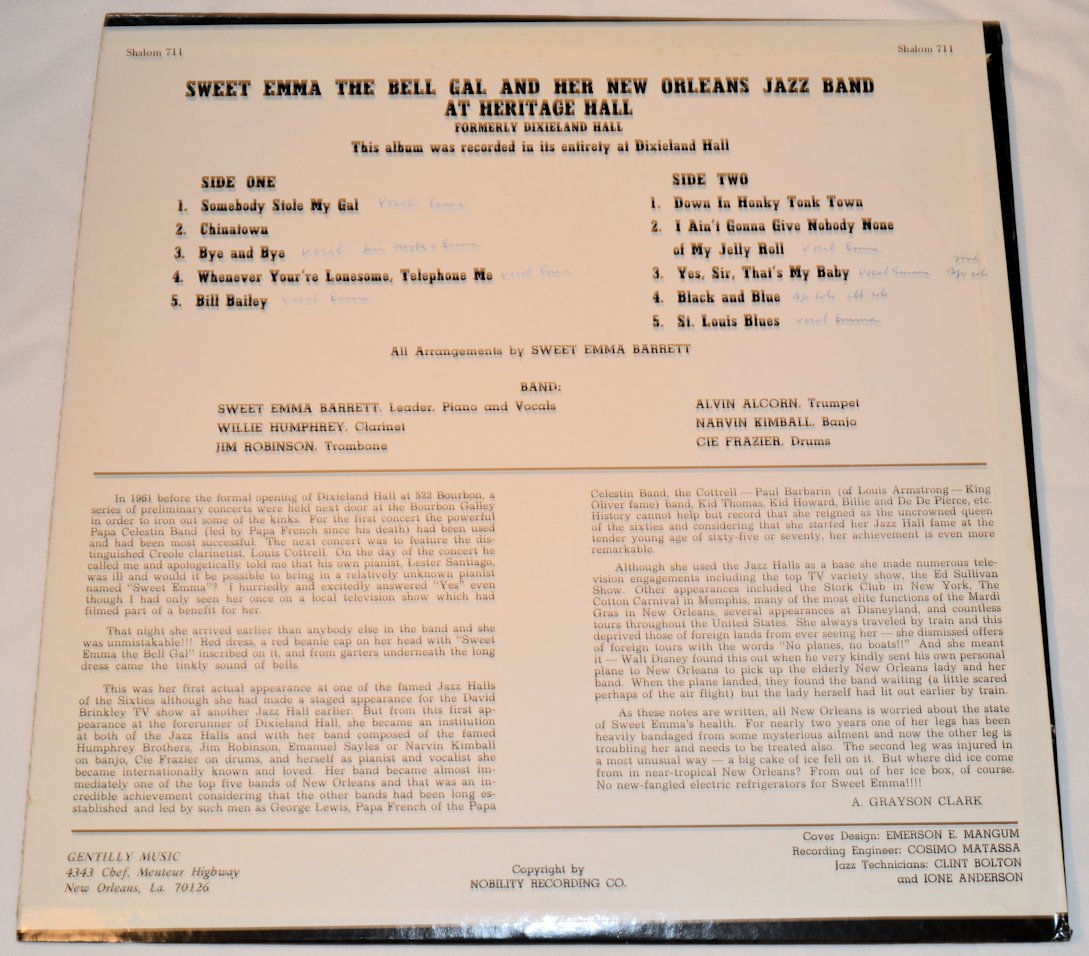 Shalom 711
Shalom 711
SWEET EMMA THE BELL GAL AND HER NEW ORLEANS JAZZ BAND
AT HERITAGE HALL
FORMERLY DIXIELAND HALL
This album was recorded in its entirety at Dixieland Hall
SIDE ONE
1. Somebody Stole My Gal Vocal Emma
2. Chinatown
3. Bye and Bye vocal Emma
4. Whenever Your're Lonesome, Telephone Me vocal Emma
5. Bill Bailey vocal Emma
SIDE TWO
1. Down In Honky Tonk Town
2. I Ain't Gonna Give Nobody None
of My Jelly Roll vocal Emma
3. Yes, Sir, That's My Baby vocal Emma
4. Black and Blue
5. St. Louis Blues vocal Emma
All Arrangements by SWEET EMMA BARRETT
BAND:
SWEET EMMA BARRETT, Leader, Piano and Vocals
WILLIE HUMPHREY, Clarinet
JIM ROBINSON, Trombone
ALVIN ALCORN, Trumpet
NARVIN KIMBALL, Banjo
CIE FRAZIER, Drums
In 1961 before the formal opening of Dixieland Hall at 522 Bourbon, a
series of preliminary concerts were held next door at the Bourbon Galley
in order to iron out some of the kinks. For the first concert the powerful
Papa Celestin Band (led by Papa French since his death) had been used
and had been most successful. The next concert was to feature the dis-
tinguished Creole clarinetist, Louis Cottrell. On the day of the concert he
called me and apologetically told me that his own pianist, Lester Santiago,
was ill and would it be possible to bring in a relatively unknown pianist
named "Sweet Emma"? I hurriedly and excitedly answered "Yes" even
though I had only seen her once on a local television show which had
filmed part of a benefit for her.
That night she arrived earlier than anybody else in the band and she
was unmistakable!!! Red dress, a red beanie cap on her head with "Sweet
Emma the Bell Gal" inscribed on it, and from garters underneath the long
dress came the tinkly sound of bells.
This was her first actual appearance at one of the famed Jazz Halls
of the Sixties although she had made a staged appearance for the David
Brinkley TV show at another Jazz Hall earlier. But from this first ap-
pearance at the forerunner of Dixieland Hall, she became an institution
at both of the Jazz Halls and with her band composed of the famed
Humphrey Brothers, Jim Robinson, Emanuel Sayles or Narvin Kimball
on banjo, Cie Frazier on drums, and herself as pianist and vocalist she
became internationally known and loved. Her band became almost im-
mediately one of the top five bands of New Orleans and that was an in-
credible achievement considering that the other bands had been long es-
stablished and led by such men as George Lewis, Papa French of the Papa
Celestin Band, the Cottrell — Paul Barbarin (of Louis Armstrong — King
Oliver fame) band, Kid Thomas, Kid Howard, Billie and De De Pierce, etc.
History cannot help but record that she reigned as the uncrowned queen
of the sixties and considering that she started her Jazz Hall fame at the
tender young age of sixty-five or seventy, her achievement is even more
remarkable.
Although she used the Jazz Halls as a base she made numerous tele-
vision engagements including the top TV variety show, the Ed Sullivan
Show. Other appearances included the Stork Club in New York, The
Cotton Carnival in Memphis, many of the most elite functions of the Mardi
Gras in New Orleans, several appearances at Disneyland, and countless
tours throughout the United States. She always traveled by train and this
deprived those of foreign lands from ever seeing her — she dismissed offers
of foreign tours with the words "No planes, no boats!!" And she meant
it — Walt Disney found this out when he very kindly sent his own personal
plane to New Orleans to pick up the elderly New Orleans lady and her
band. When the plane landed, they found the band waiting (a little scared
perhaps of the air flight) but the lady herself had lit out earlier by train.
As these notes are written, all New Orleans is worried about the state
of Sweet Emma's health. For nearly two years one of her legs has been
heavily bandaged from some mysterious ailment and now the other leg is
troubling her and needs to be treated also. The second leg was injured in
a most unusual way — a big cake of ice fell on it. But where did ice come
from in near-tropical New Orleans? From out of her ice box, of course.
No new-fangled electric refrigerators for Sweet Emma!!!!
A. GRAYSON CLARK
GENTILLY MUSIC
4343 Chef, Menteur Highway
New Orleans, La. 70126
Copyright by
NOBILITY RECORDING CO.
Cover Design: EMERSON E. MANGUM
Recording Engineer: COSIMO MATASSA
Jazz Technicians: CLINT BOLTON
and IONE ANDERSON